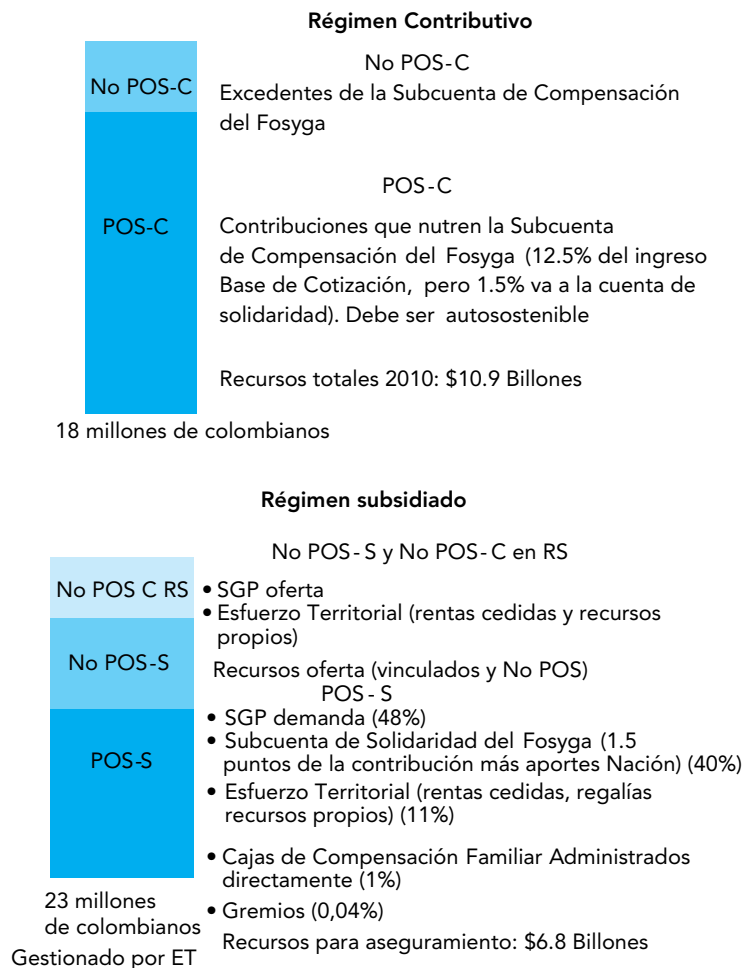 Régimen Contributivo
No POS-C
No POS-C
Excedentes de la Subcuenta de Compensación
del Fosyga
POS-C
POS-C
Contribuciones que nutren la Subcuenta
de Compensación del Fosyga (12.5% del ingreso
Base de Cotización, pero 1.5% va a la cuenta de
solidaridad). Debe ser autosostenible
Recursos totales 2010: $10.9 Billones
18 millones de colombianos
Régimen subsidiado
No POS-S y No POS-C en RS
No POS C RS
• SGP oferta
• Esfuerzo Territorial (rentas cedidas y recursos
propios)
No POS-S
Recursos oferta (vinculados y No POS)
POS-S
• SGP demanda (48%)
• Subcuenta de Solidaridad del Fosyga (1.5
puntos de la contribución más aportes Nación) (40%)
POS-S
• Esfuerzo Territorial (rentas cedidas, regalías
recursos propios) (11%)
• Cajas de Compensación Familiar Administrados
directamente (1%)
• Gremios (0,04%)
Recursos para aseguramiento: $6.8 Billones
23 millones
de colombianos
Gestionado por ET